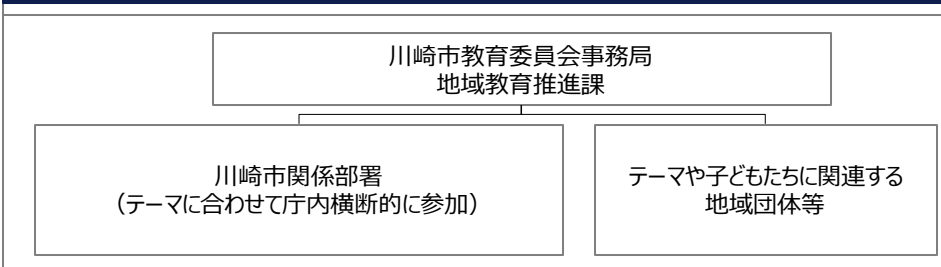 川崎市教育委員会事務局
地域教育推進課
川崎市関係部署
（テーマに合わせて庁内横断的に参加）
テーマや子どもたちに関連する
地域団体等